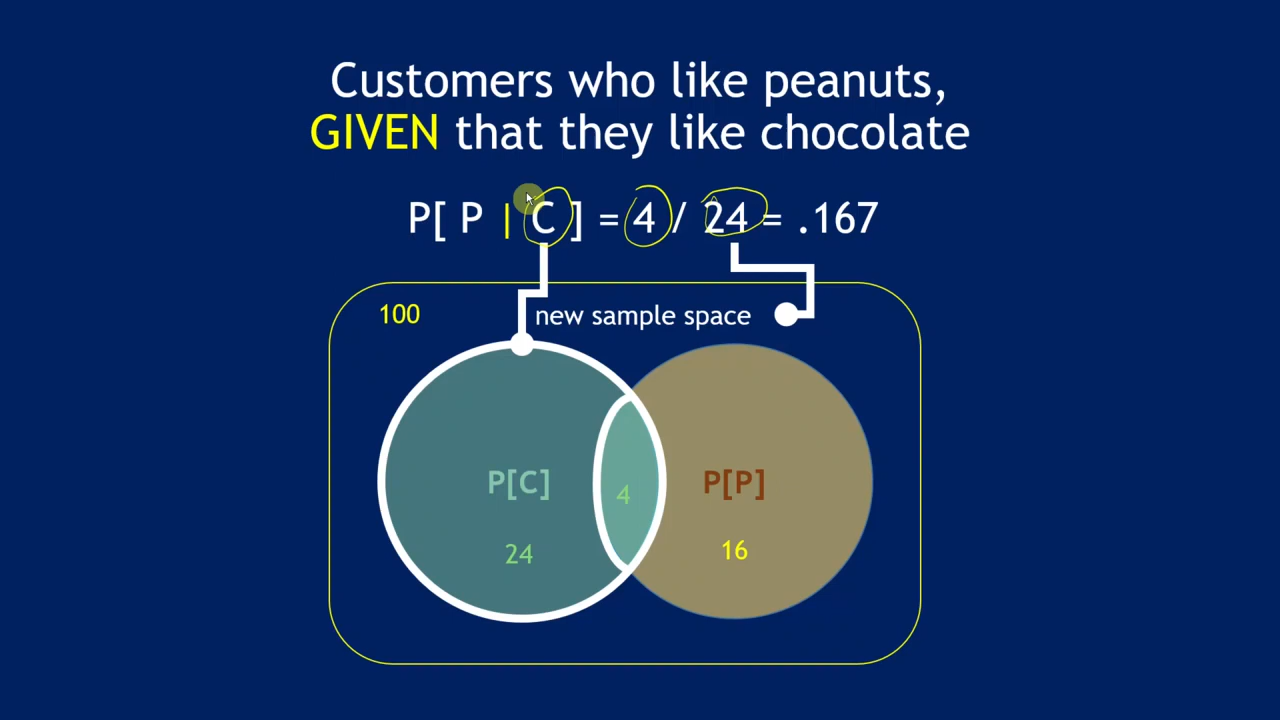 Customers who like peanuts,
GIVEN that they like chocolate
P[ P | C ] = 4 / 24 = .167
100
new sample space
P[C]
4
P[P]
24
16